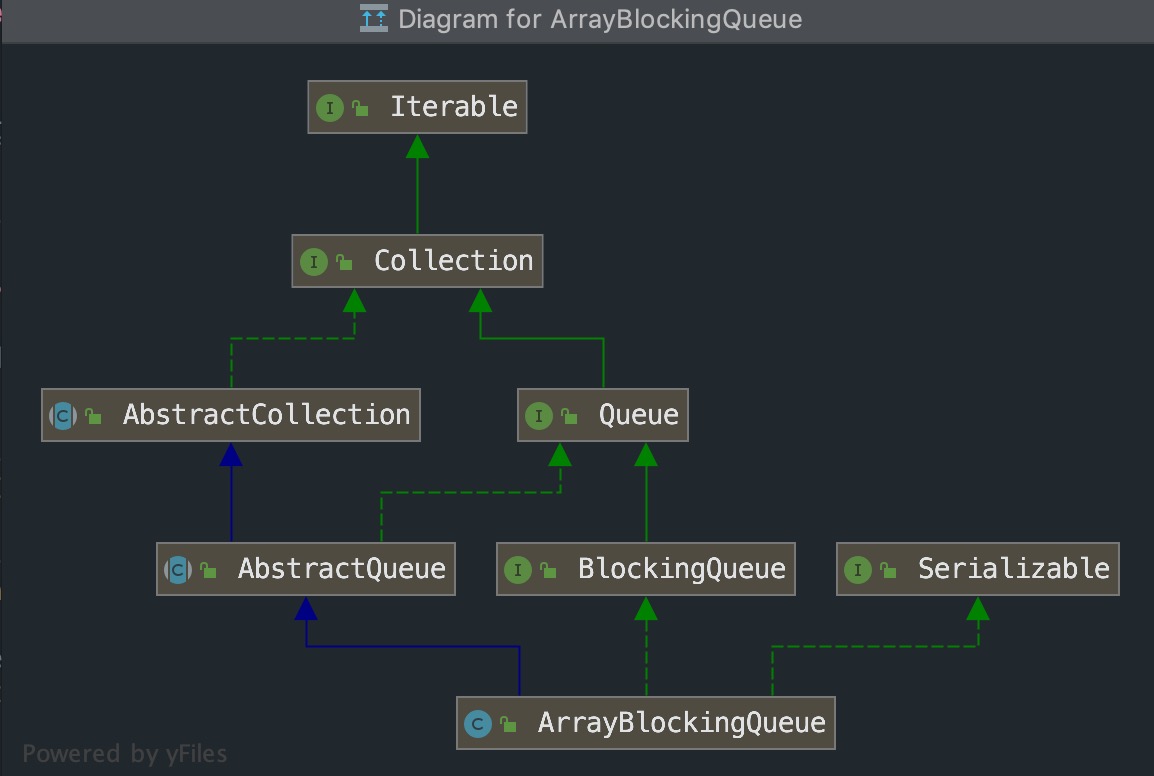 Diagram for ArrayBlockingQueue
I Iterable
I Collection
C AbstractCollection
I Queue
C AbstractQueue
I BlockingQueue
I Serializable
C ArrayBlockingQueue
Powered by yFiles